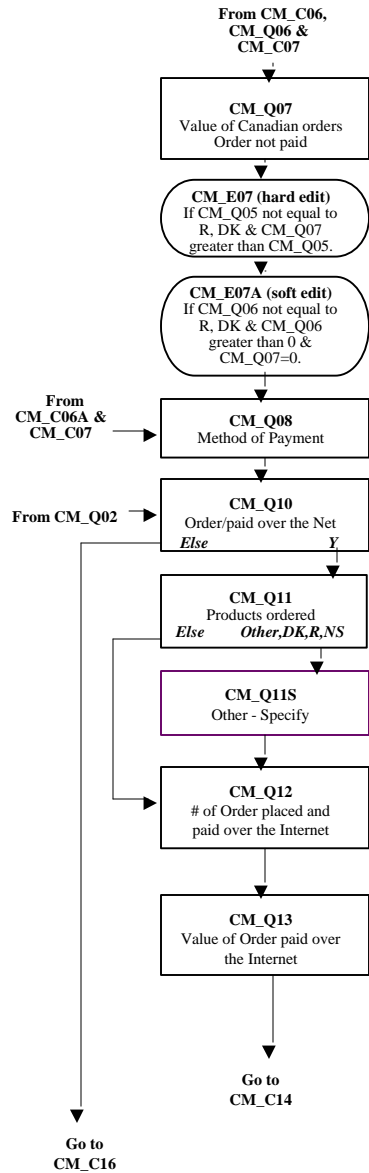 From CM_C06,
CM_Q06 &
CM_C07
CM_Q07
Value of Canadian orders
Order not paid
CM_E07 (hard edit)
If CM_Q05 not equal to
R, DK & CM_Q07
greater than CM_Q05.
CM_E07A (soft edit)
If CM_Q06 not equal to
R, DK & CM_Q06
greater than 0 &
CM_Q07=0.
From
CM_C06A &
CM_C07
CM_Q08
Method of Payment
From CM_Q02
CM_Q10
Order/paid over the Net
Else Y
CM_Q11
Products ordered
Else Other,DK,R,NS
CM_Q11S
Other - Specify
CM_Q12
# of Order placed and
paid over the Internet
CM_Q13
Value of Order paid over
the Internet
Go to
CM_C14
Go to
CM_C16